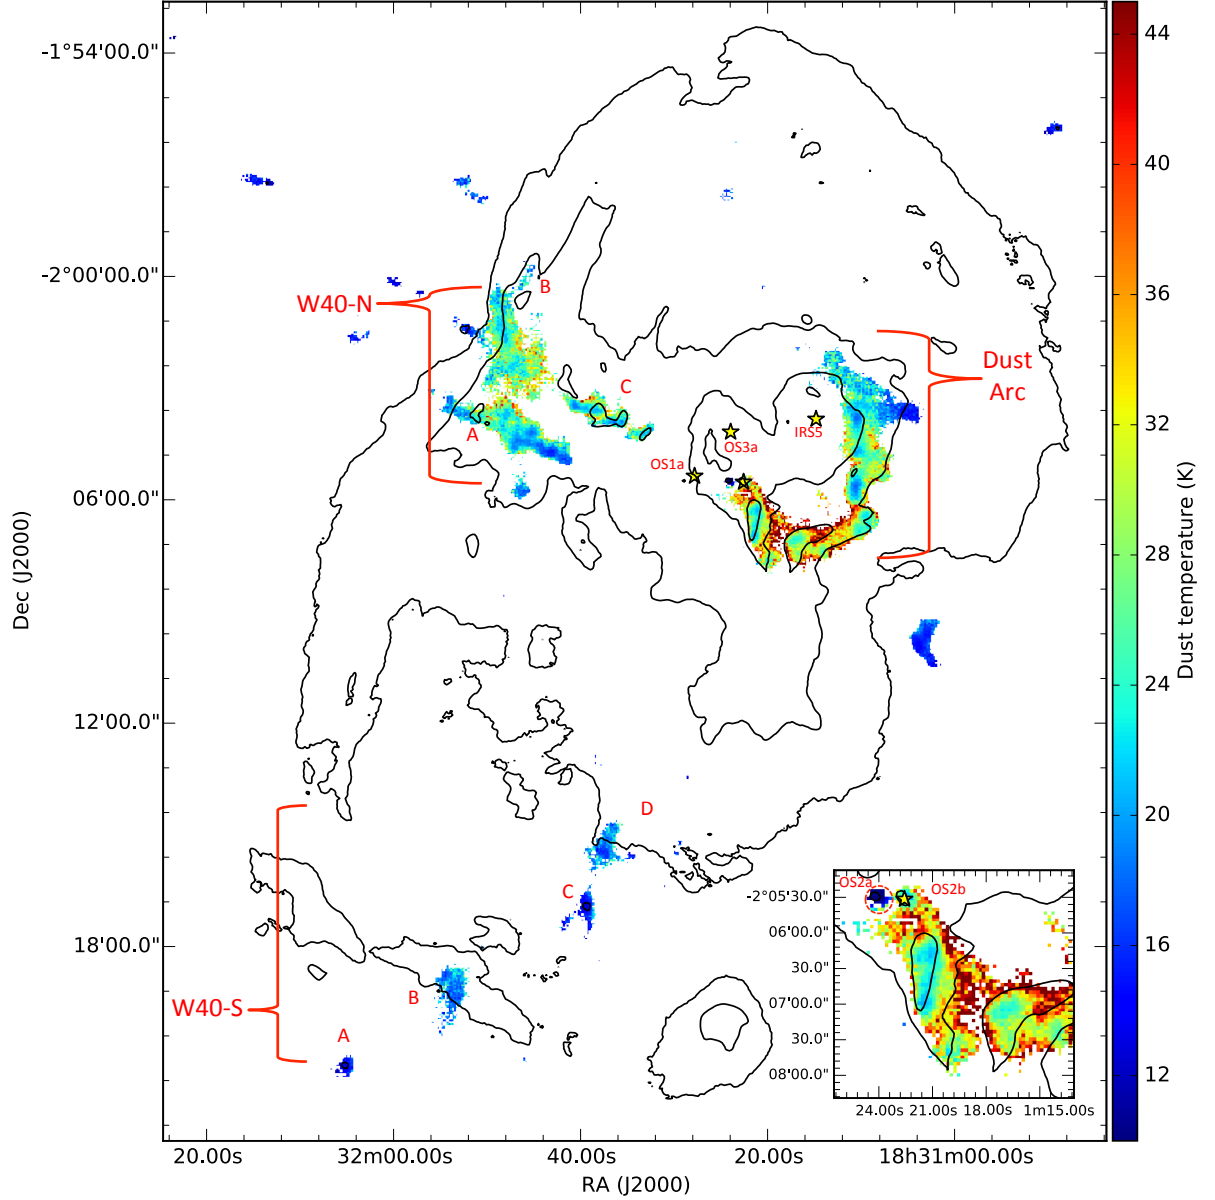 -1°54'00.0"
-2°00'00.0"
06'00.0"
12'00.0"
18'00.0"
Dec (J2000)
20.00s
32m00.00s
40.00s
20.00s
18h31m00.00s
RA (J2000)
W40-N
B
C
A
Dust
Arc
IRS5
OS3a
OS1a
W40-S
D
C
B
A
OS2a
OS2b
-2°05'30.0"
06'00.0"
30.0"
07'00.0"
30.0"
08'00.0"
24.00s
21.00s
18.00s
1m15.00s
44
40
36
32
28
24
20
16
12
Dust temperature (K)